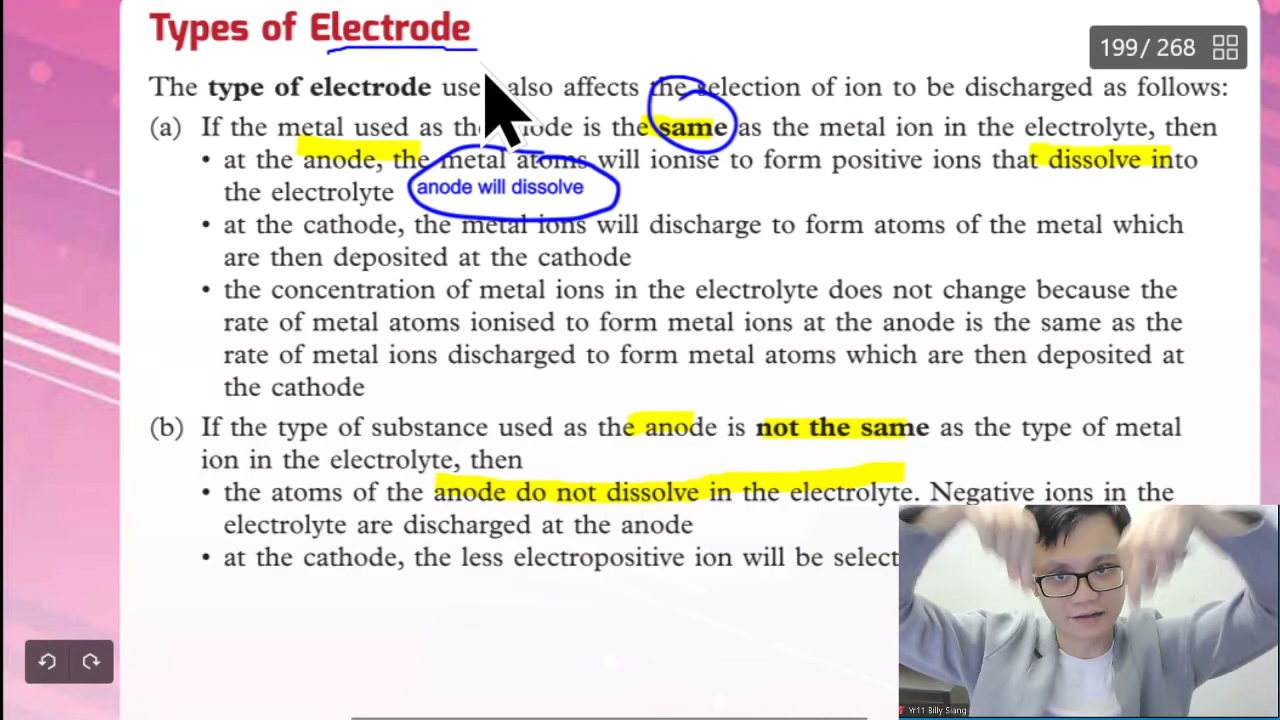 Types of Electrode
199 / 268
The type of electrode use also affects the selection of ion to be discharged as follows:
(a) If the metal used as the node is the same as the metal ion in the electrolyte, then
• at the anode, the metal atoms will ionise to form positive ions that dissolve into
the electrolyte anode will dissolve
• at the cathode, the metal ions will discharge to form atoms of the metal which
are then deposited at the cathode
• the concentration of metal ions in the electrolyte does not change because the
rate of metal atoms ionised to form metal ions at the anode is the same as the
rate of metal ions discharged to form metal atoms which are then deposited at
the cathode
(b) If the type of substance used as the anode is not the same as the type of metal
ion in the electrolyte, then
• the atoms of the anode do not dissolve in the electrolyte. Negative ions in the
electrolyte are discharged at the anode
• at the cathode, the less electropositive ion will be select
Yr11 Billy Siang